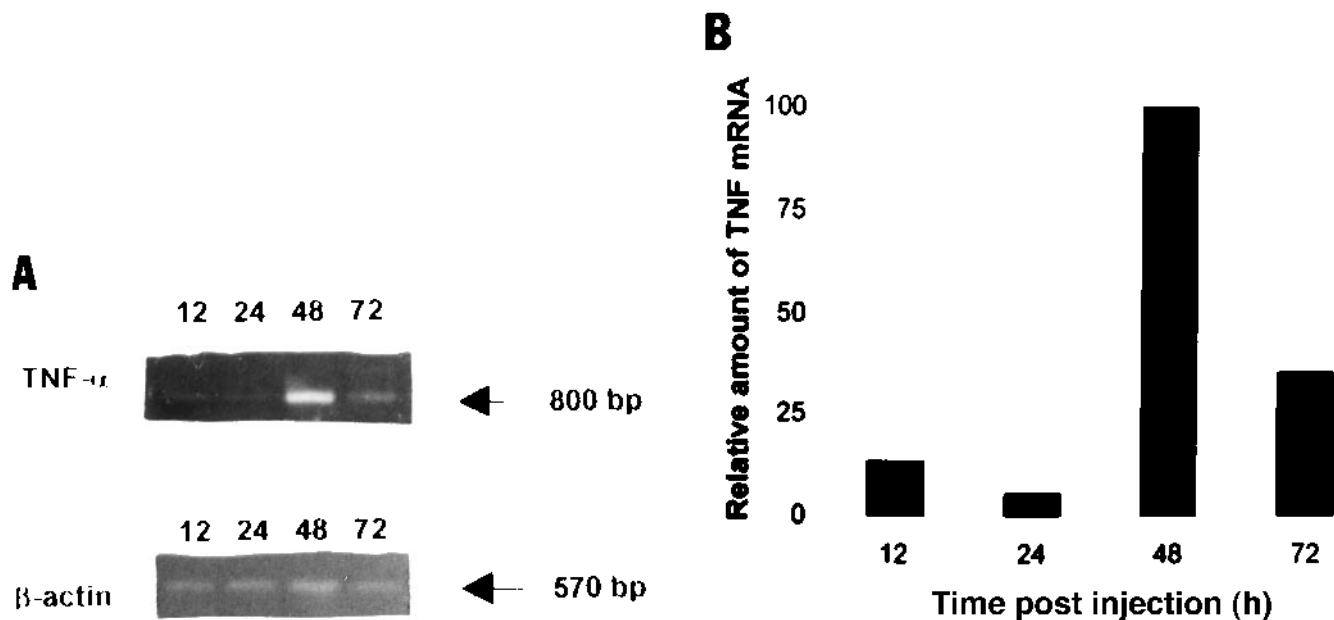 A
12 24 48 72
TNF-α
800 bp
12 24 48 72
β-actin
570 bp
B
Relative amount of TNF mRNA
100
75
50
25
0
12 24 48 72
Time post injection (h)